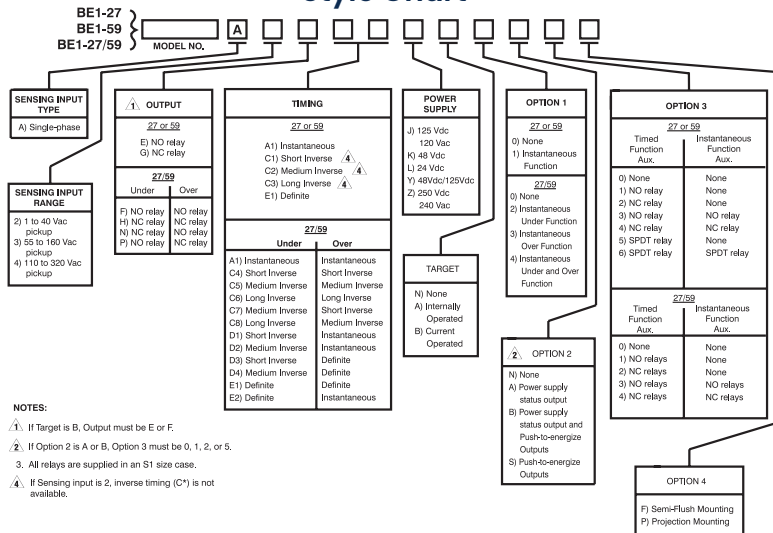 Style Chart
BE1-27
BE1-59
BE1-27/59
MODEL NO.
A
SENSING INPUT
TYPE
A) Single-phase
SENSING INPUT
RANGE
2) 1 to 40 Vac
pickup
3) 55 to 160 Vac
pickup
4) 110 to 320 Vac
pickup
1 OUTPUT
27 or 59
E) NO relay
G) NC relay
27/59
Under Over
F) NO relay NO relay
H) NC relay NC relay
N) NC relay NO relay
P) NO relay NC relay
TIMING
27 or 59
A1) Instantaneous
C1) Short Inverse 4
C2) Medium Inverse 4
C3) Long Inverse 4
E1) Definite
27/59
Under Over
A1) Instantaneous Instantaneous
C4) Short Inverse Short Inverse
C5) Medium Inverse Medium Inverse
C6) Long Inverse Long Inverse
C7) Medium Inverse Short Inverse
C8) Long Inverse Medium Inverse
D1) Short Inverse Instantaneous
D2) Medium Inverse Instantaneous
D3) Short Inverse Definite
D4) Medium Inverse Definite
E1) Definite Definite
E2) Definite Instantaneous
POWER
SUPPLY
J) 125 Vdc
120 Vac
K) 48 Vdc
L) 24 Vdc
Y) 48Vdc/125Vdc
Z) 250 Vdc
240 Vac
TARGET
N) None
A) Internally
Operated
B) Current
Operated
OPTION 1
27 or 59
0) None
1) Instantaneous
Function
27/59
0) None
2) Instantaneous
Under Function
3) Instantaneous
Over Function
4) Instantaneous
Under and Over
Function
2 OPTION 2
N) None
A) Power supply
status output
B) Power supply
status output and
Push-to-energize
Outputs
S) Push-to-energize
Outputs
OPTION 3
27 or 59
Timed Instantaneous
Function Function
Aux. Aux.
0) None None
1) NO relay None
2) NC relay None
3) NO relay NO relay
4) NC relay NC relay
5) SPDT relay None
6) SPDT relay SPDT relay
27/59
Timed Instantaneous
Function Function
Aux. Aux.
0) None None
1) NO relays None
2) NC relays None
3) NO relays NO relays
4) NC relays NC relays
OPTION 4
F) Semi-Flush Mounting
P) Projection Mounting
NOTES:
1 If Target is B, Output must be E or F.
2 If Option 2 is A or B, Option 3 must be 0, 1, 2, or 5.
3. All relays are supplied in an S1 size case.
4 If Sensing input is 2, inverse timing (C*) is not
available.